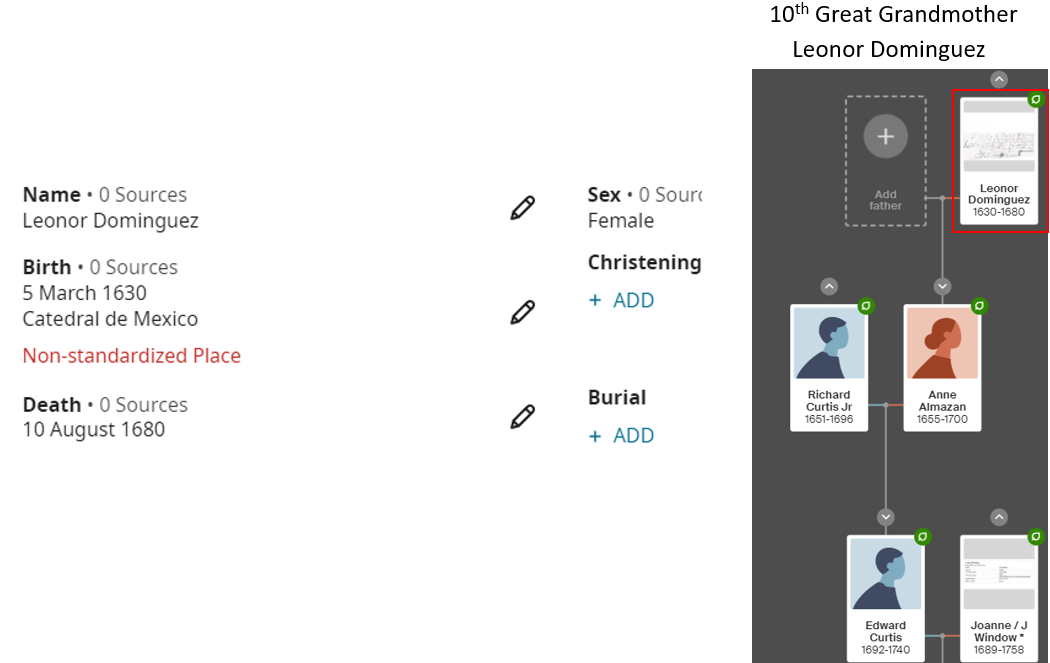 10th Great Grandmother
Leonor Dominguez
Name • 0 Sources
Leonor Dominguez
Birth • 0 Sources
5 March 1630
Catedral de Mexico
Non-standardized Place
Death • 0 Sources
10 August 1680
Sex • 0 Sourc
Female
Christening
+ ADD
Burial
+ ADD
Add
father
Leonor
Dominguez
1630-1680
Richard
Curtis Jr
1651-1696
Anne
Almazan
1655-1700
Edward
Curtis
1692-1740
Joanne / J
Window *
1689-1758